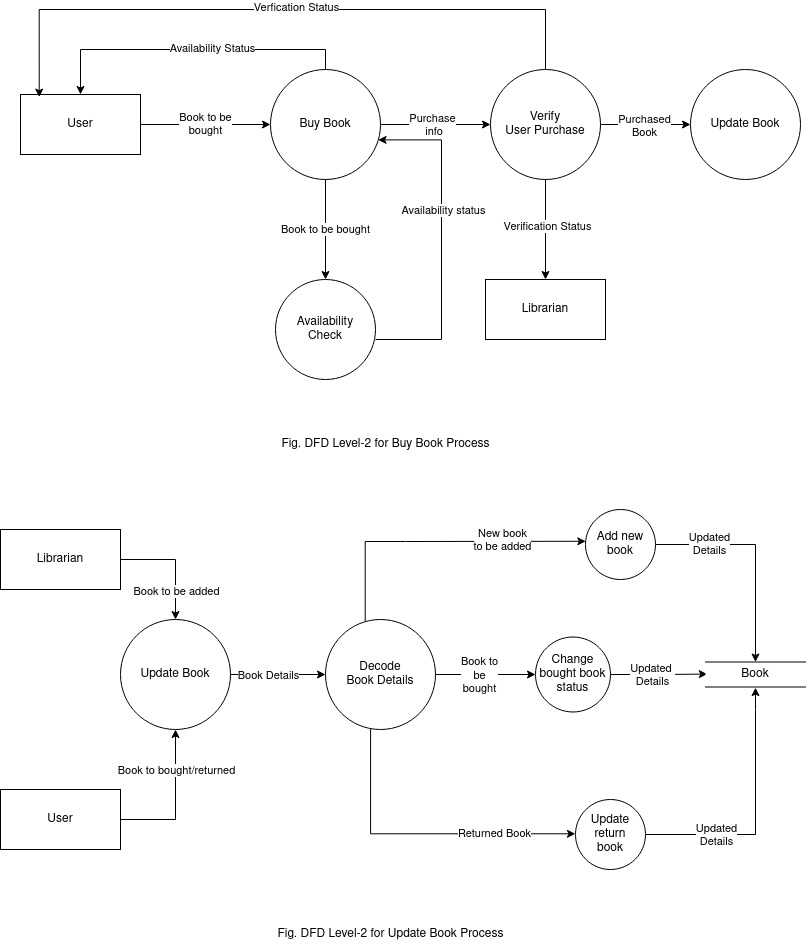 Verfication Status
Availability Status
User
Book to be
bought
Buy Book
Purchase
info
Verify
User Purchase
Purchased
Book
Update Book
Availability status
Book to be bought
Verification Status
Availability
Check
Librarian
Fig. DFD Level-2 for Buy Book Process
New book
to be added
Add new
book
Updated
Details
Librarian
Book to be added
Update Book
Book Details
Decode
Book Details
Book to
be
bought
Change
bought book
status
Updated
Details
Book
Book to bought/returned
User
Returned Book
Update
return
book
Updated
Details
Fig. DFD Level-2 for Update Book Process